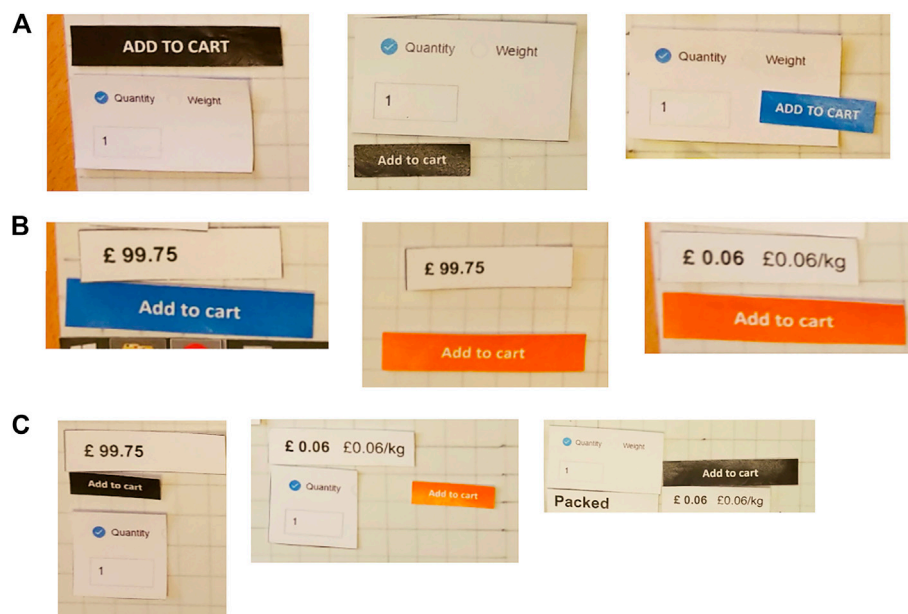 A
ADD TO CART
Quantity Weight
1
Quantity Weight
1
Add to cart
Quantity Weight
1
ADD TO CART
B
£ 99.75
Add to cart
£ 99.75
Add to cart
£ 0.06 £0.06/kg
Add to cart
C
£ 99.75
Add to cart
Quantity
1
£ 0.06 £0.06/kg
Quantity
1
Add to cart
Quantity Weight
1
Add to cart
Packed
£ 0.06 £0.06/kg